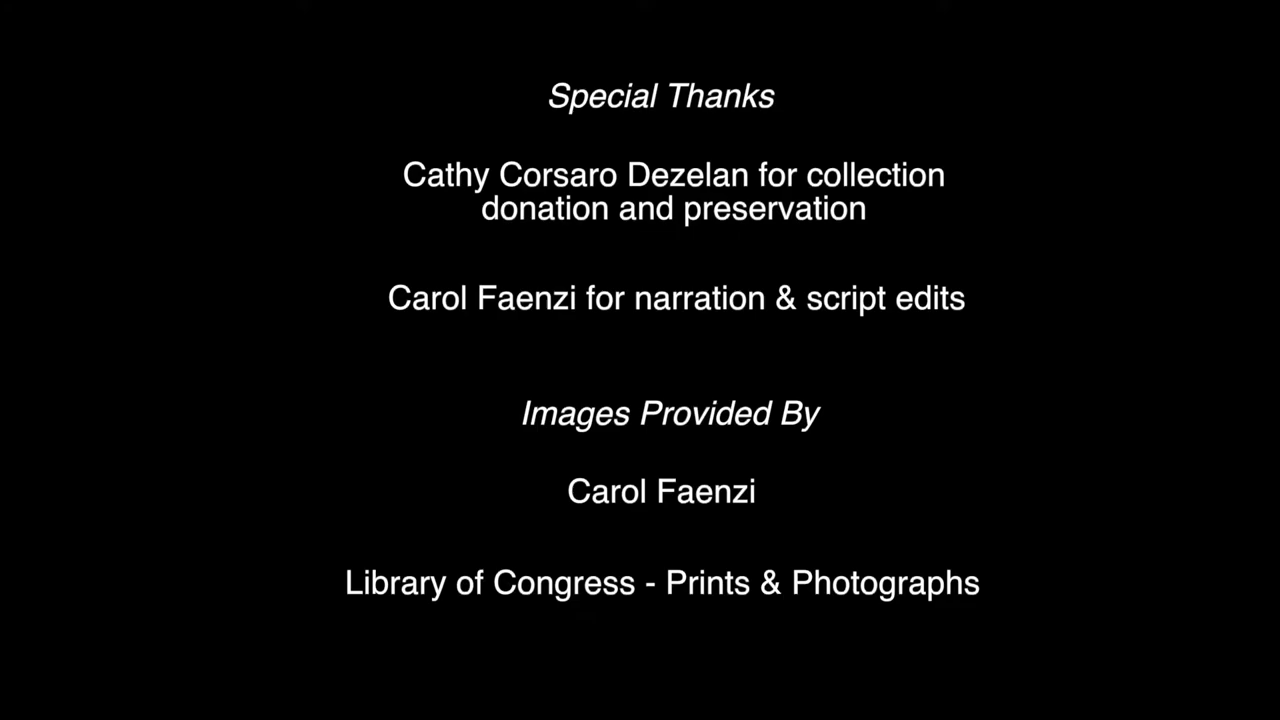 Special Thanks
Cathy Corsaro Dezelan for collection
donation and preservation
Carol Faenzi for narration & script edits
Images Provided By
Carol Faenzi
Library of Congress - Prints & Photographs